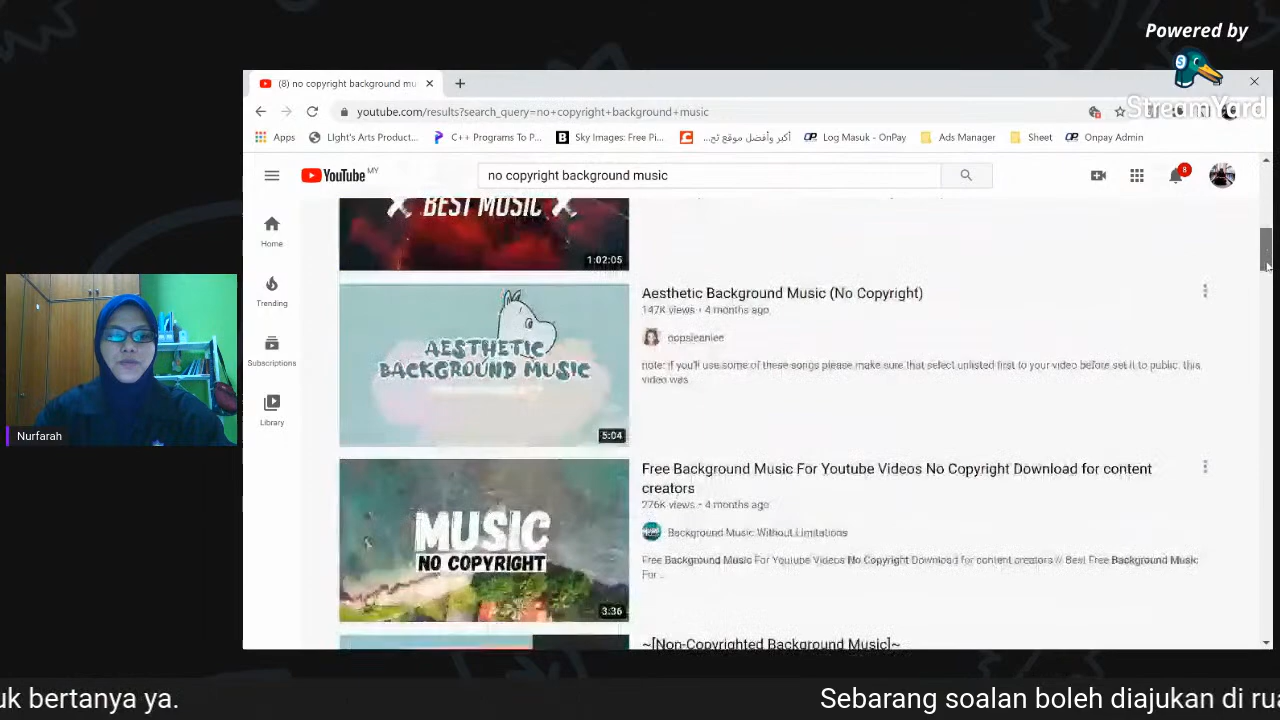 Powered by
StreamYard
(8) no copyright background mu
youtube.com/results?search_query=no+copyright+background+music
Apps
LIght's Arts Product...
C++ Programs To P...
Sky Images: Free Pi...
أكبر وأفضل موقع تح...
Log Masuk - OnPay
Ads Manager
Sheet
Onpay Admin
YouTube MY
no copyright background music
8
Home
Trending
Subscriptions
Library
BEST MUSIC
1:02:05
AESTHETIC
BACKGROUND MUSIC
5:04
Aesthetic Background Music (No Copyright)
147K views • 4 months ago
oopsieaniee
note: if you'll use some of these songs please make sure that select unlisted first to your video before set it to public. this
video was
MUSIC
NO COPYRIGHT
3:36
Free Background Music For Youtube Videos No Copyright Download for content
creators
276K views • 4 months ago
Background Music Without Limitations
Free Background Music For Youtube Videos No Copyright Download for content creators // Best Free Background Music
For ...
~[Non-Copyrighted Background Music]~
Nurfarah
uk bertanya ya.
Sebarang soalan boleh diajukan di rua